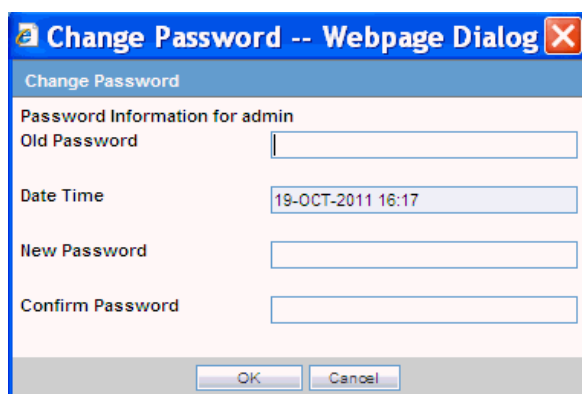 Change Password -- Webpage Dialog
Change Password
Password Information for admin
Old Password
Date Time 19-OCT-2011 16:17
New Password
Confirm Password
OK Cancel